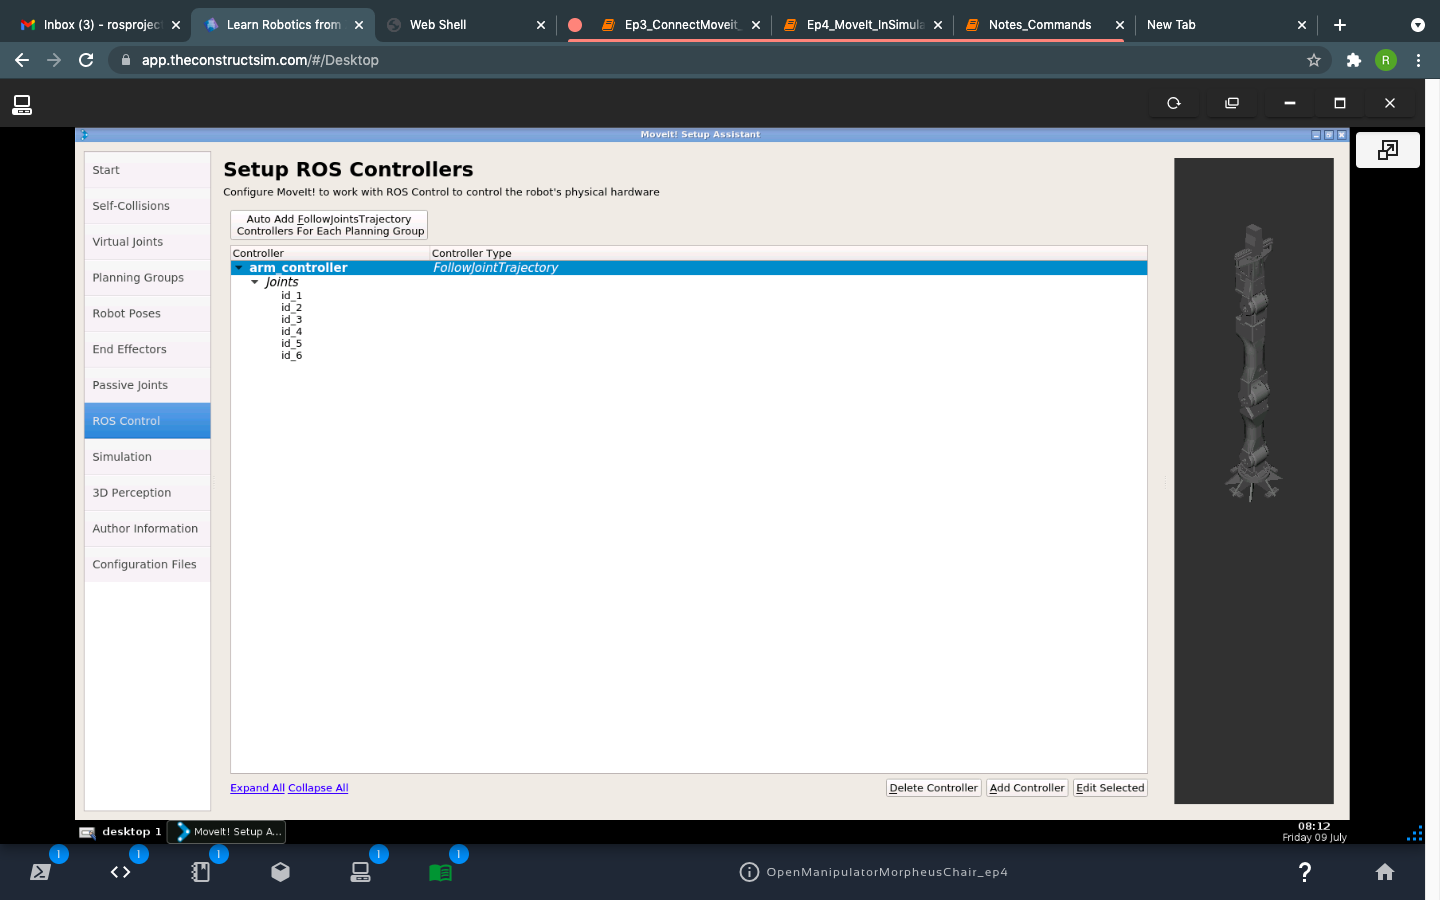 Inbox (3) - rosprojec
Learn Robotics from
Web Shell
Ep3_ConnectMoveit_
Ep4_MoveIt_InSimula
Notes_Commands
New Tab
app.theconstructsim.com/#/Desktop
R
MoveIt! Setup Assistant
Start
Self-Collisions
Virtual Joints
Planning Groups
Robot Poses
End Effectors
Passive Joints
ROS Control
Simulation
3D Perception
Author Information
Configuration Files
Setup ROS Controllers
Configure MoveIt! to work with ROS Control to control the robot's physical hardware
Auto Add FollowJointsTrajectory
Controllers For Each Planning Group
Controller Controller Type
arm_controller FollowJointTrajectory
Joints
id_1
id_2
id_3
id_4
id_5
id_6
Expand All Collapse All
Delete Controller Add Controller Edit Selected
desktop 1
MoveIt! Setup A...
08:12
Friday 09 July
1 1 1 1 1
OpenManipulatorMorpheusChair_ep4
?